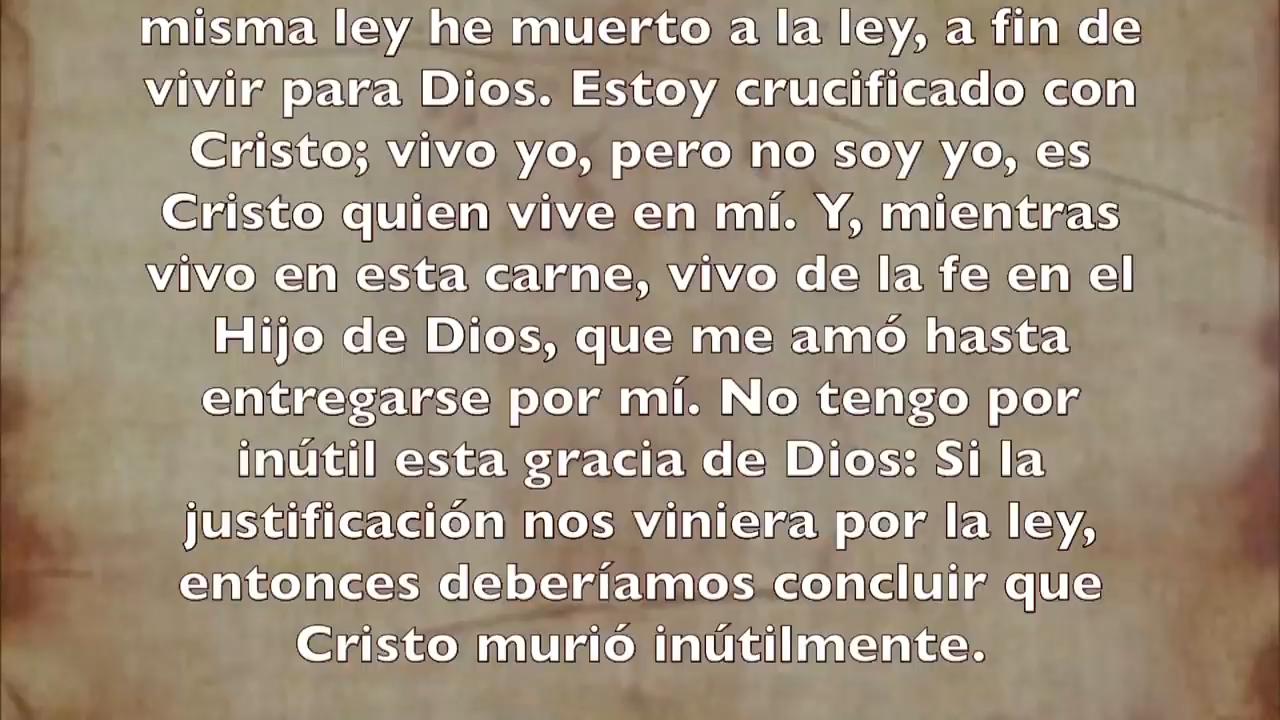 misma ley he muerto a la ley, a fin de
vivir para Dios. Estoy crucificado con
Cristo; vivo yo, pero no soy yo, es
Cristo quien vive en mí. Y, mientras
vivo en esta carne, vivo de la fe en el
Hijo de Dios, que me amó hasta
entregarse por mí. No tengo por
inútil esta gracia de Dios: Si la
justificación nos viniera por la ley,
entonces deberíamos concluir que
Cristo murió inútilmente.